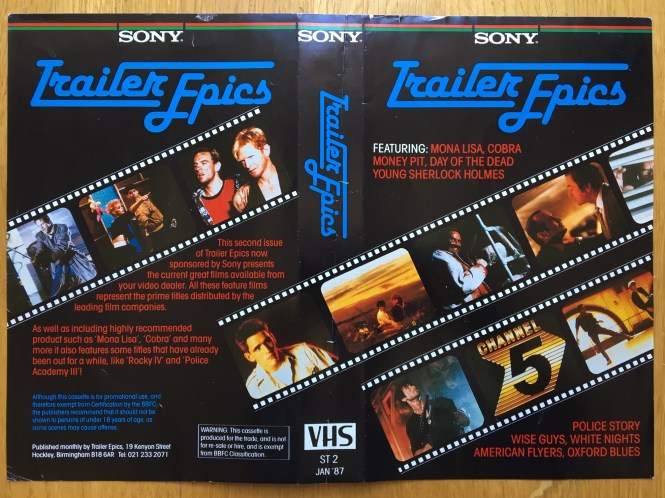 SONY
Trailer Epics
This second issue
of Trailer Epics now
sponsored by Sony presents
the current great films available from
your video dealer. All these feature films
represent the prime titles distributed by the
leading film companies.
As well as including highly recommended
product such as 'Mona Lisa', 'Cobra' and many
more it also features some titles that have already
been out for a while, like 'Rocky IV' and 'Police
Academy III'!
Although this cassette is for promotional use, and
therefore exempt from Certification by the BBFC,
the publishers recommend that it should not be
shown to persons of under 18 years of age, as
some scenes may cause offense.
Published monthly by Trailer Epics, 19 Kenyon Street
Hockley, Birmingham B18 6AR Tel: 021 233 2071
WARNING: This cassette is
produced for the trade, and is not
for re-sale or hire, and is exempt
from BBFC Classification.
SONY
Trailer Epics
VHS
ST 2
JAN '87
SONY
Trailer Epics
FEATURING: MONA LISA, COBRA
MONEY PIT, DAY OF THE DEAD
YOUNG SHERLOCK HOLMES
CHANNEL
5
POLICE STORY
WISE GUYS, WHITE NIGHTS
AMERICAN FLYERS, OXFORD BLUES